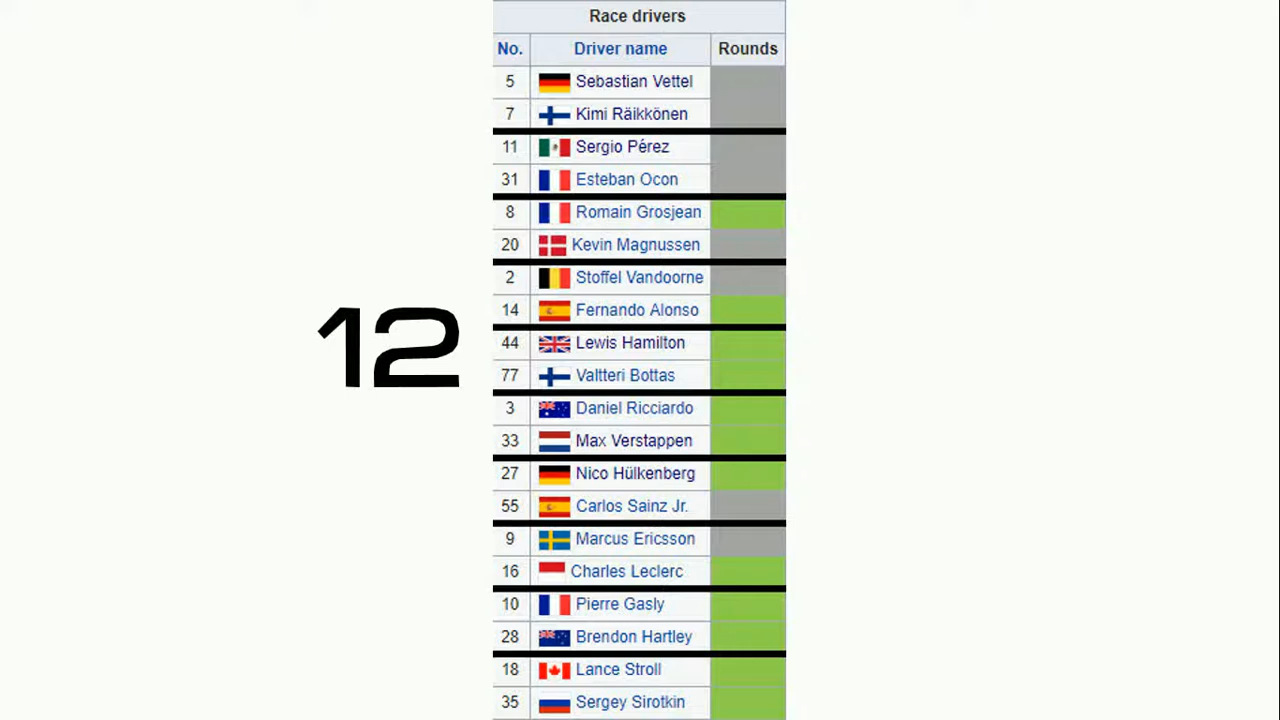 Race drivers
No. Driver name Rounds
5 Sebastian Vettel
7 Kimi Räikkönen
11 Sergio Pérez
31 Esteban Ocon
8 Romain Grosjean
20 Kevin Magnussen
2 Stoffel Vandoorne
14 Fernando Alonso
12
44 Lewis Hamilton
77 Valtteri Bottas
3 Daniel Ricciardo
33 Max Verstappen
27 Nico Hülkenberg
55 Carlos Sainz Jr.
9 Marcus Ericsson
16 Charles Leclerc
10 Pierre Gasly
28 Brendon Hartley
18 Lance Stroll
35 Sergey Sirotkin